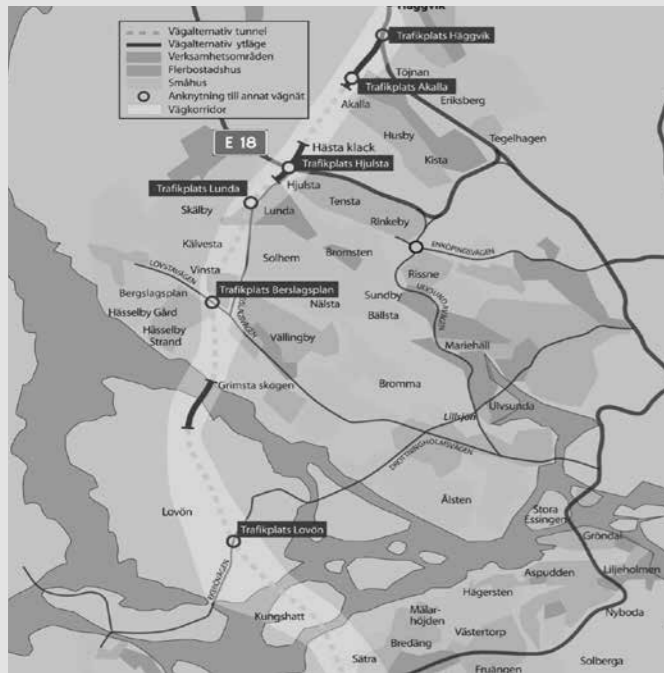 Häggvik
Vägalternativ tunnel
Vägalternativ ytläge
Verksamhetsområden
Flerbostadshus
Småhus
Anknytning till annat vägnät
Vägkorridor
Trafikplats Häggvik
Töjnan
Trafikplats Akalla
Akalla
Eriksberg
E 18
Husby
Tegelhagen
Hästa klack
Kista
Trafikplats Hjulsta
Hjulsta
Trafikplats Lunda
Tensta
Skälby
Lunda
Rinkeby
Kälvesta
Solhem
Bromsten
ENKÖPINGSVÄGEN
LÖVSTAVÄGEN
Vinsta
Rissne
Bergslagsplan
Trafikplats Berslagsplan
Sundby
Hässelby Gård
Nälsta
Bällsta
Hässelby
Strand
Vällingby
Mariehäll
Grimsta skogen
Bromma
Lillsjön
Ulvsunda
DROTTNINGHOLMSVÄGEN
Ålsten
Lovön
Stora
Essingen
Trafikplats Lovön
Gröndal
Aspudden
Liljeholmen
EKERÖVÄGEN
Hägersten
Kungshatt
Mälar-
höjden
Nyboda
Västertorp
Bredäng
Sätra
Solberga
Fruängen